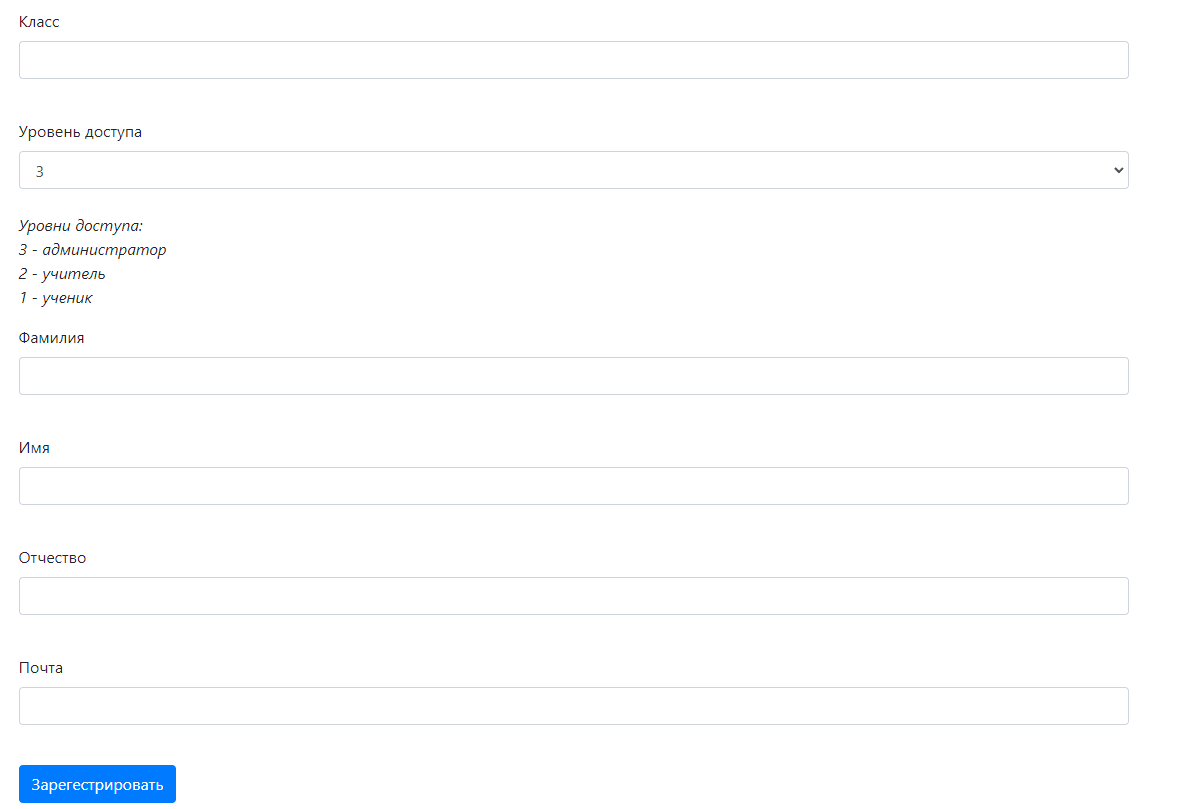 Класс
Уровень доступа
3
Уровни доступа:
3 - администратор
2 - учитель
1 - ученик
Фамилия
Имя
Отчество
Почта
Зарегестрировать